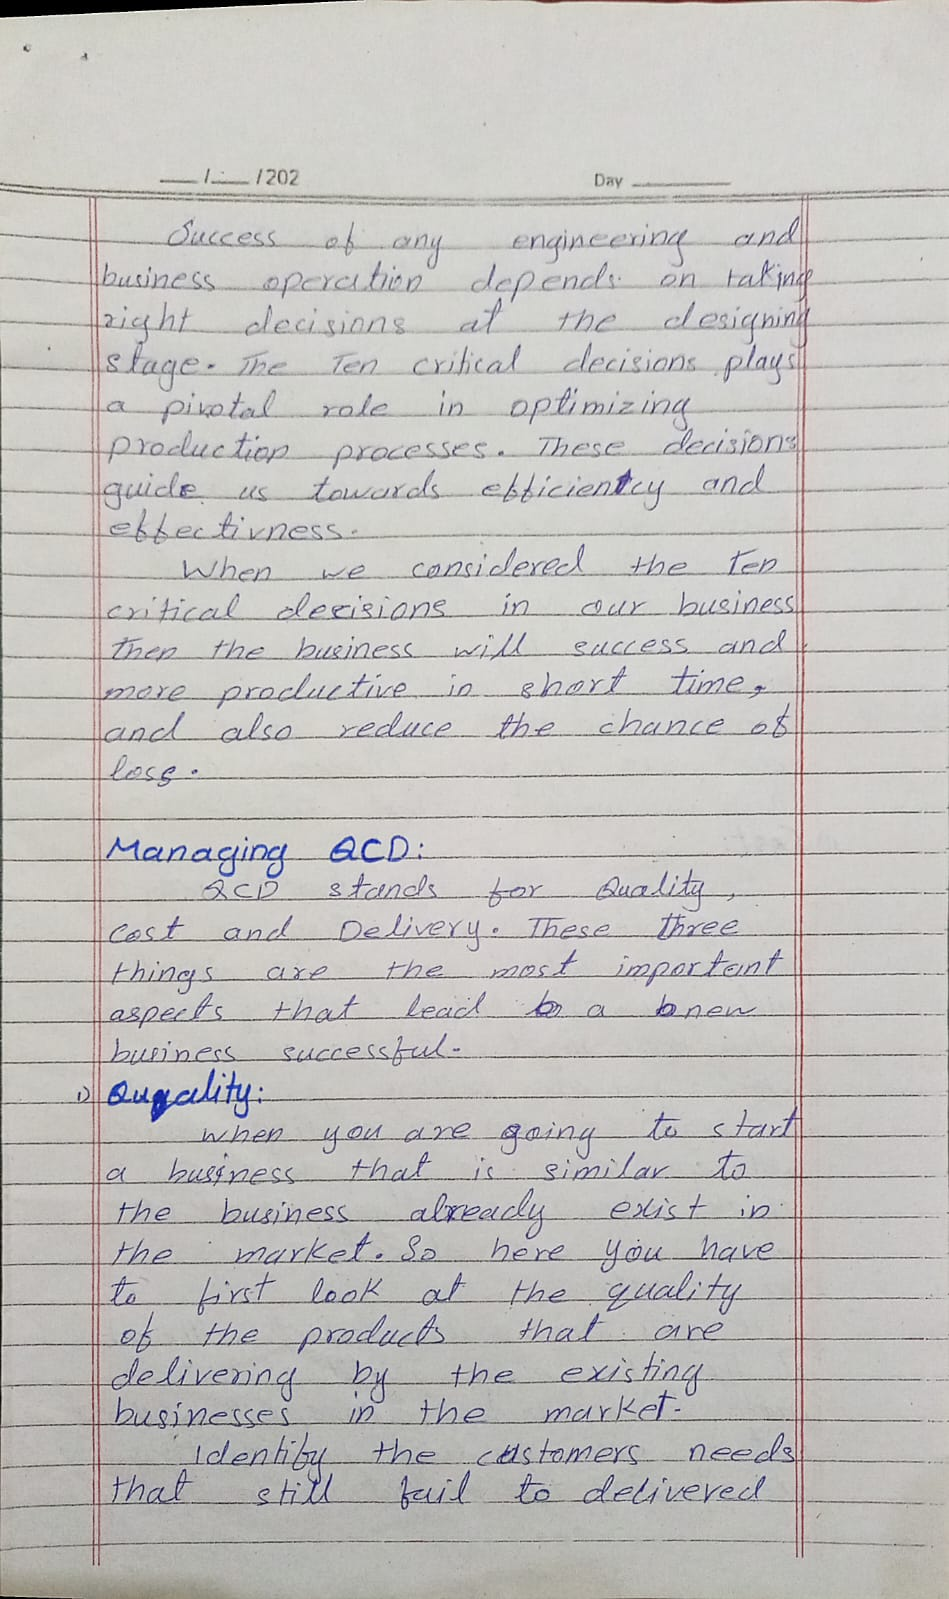 __/__/202 Day ____
Success of any engineering and
business operation depends on taking
right decisions at the designing
stage. The Ten critical decisions plays
a pivotal role in optimizing
production processes. These decisions
guide us towards efficientcy and
effectivness.
When we considered the Ten
critical decisions in our business
then the business will success and
more productive in short time,
and also reduce the chance of
loss.
Managing QCD:
QCD stands for Quality,
Cost and Delivery. These three
things are the most important
aspects that lead to a new
business successful.
1) Quality:
When you are going to start
a business that is similar to
the business already exist in
the market. So here you have
to first look at the quality
of the products that are
delivering by the existing
businesses in the market.
Identify the customers needs
that still fail to delivered